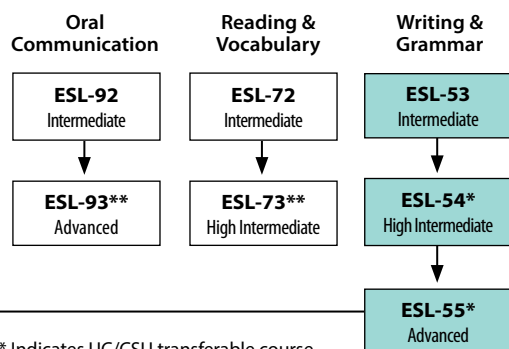 Oral
Communication
ESL-92
Intermediate
ESL-93**
Advanced
Reading &
Vocabulary
ESL-72
Intermediate
ESL-73**
High Intermediate
Writing &
Grammar
ESL-53
Intermediate
ESL-54*
High Intermediate
ESL-55*
Advanced
* Indicates UC/CSU transferable course